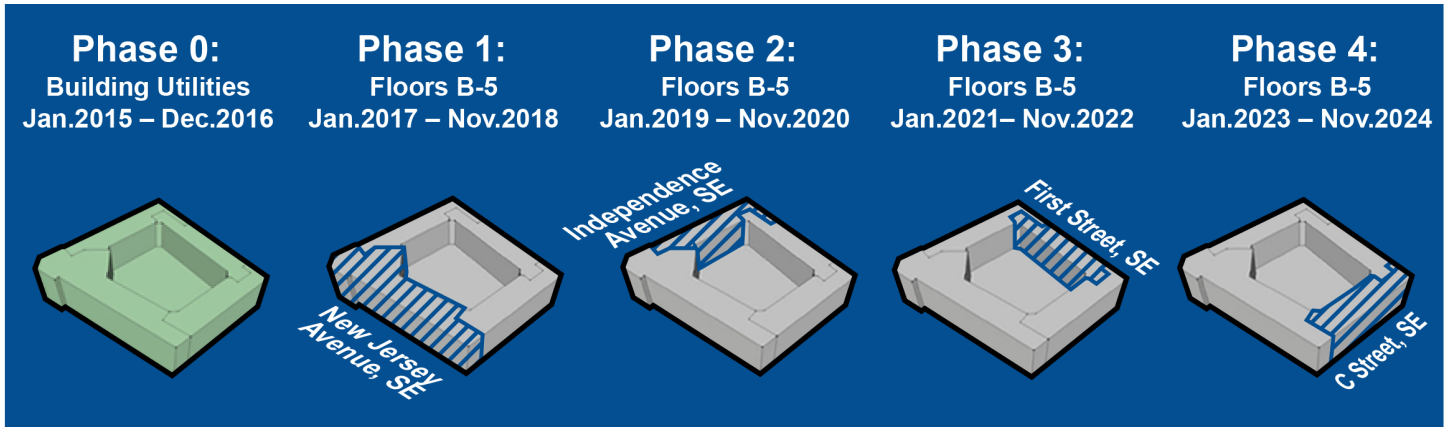 Phase 0:
Building Utilities
Jan.2015 – Dec.2016
Phase 1:
Floors B-5
Jan.2017 – Nov.2018
New Jersey
Avenue, SE
Phase 2:
Floors B-5
Jan.2019 – Nov.2020
Independence
Avenue, SE
Phase 3:
Floors B-5
Jan.2021– Nov.2022
First Street, SE
Phase 4:
Floors B-5
Jan.2023 – Nov.2024
C Street, SE